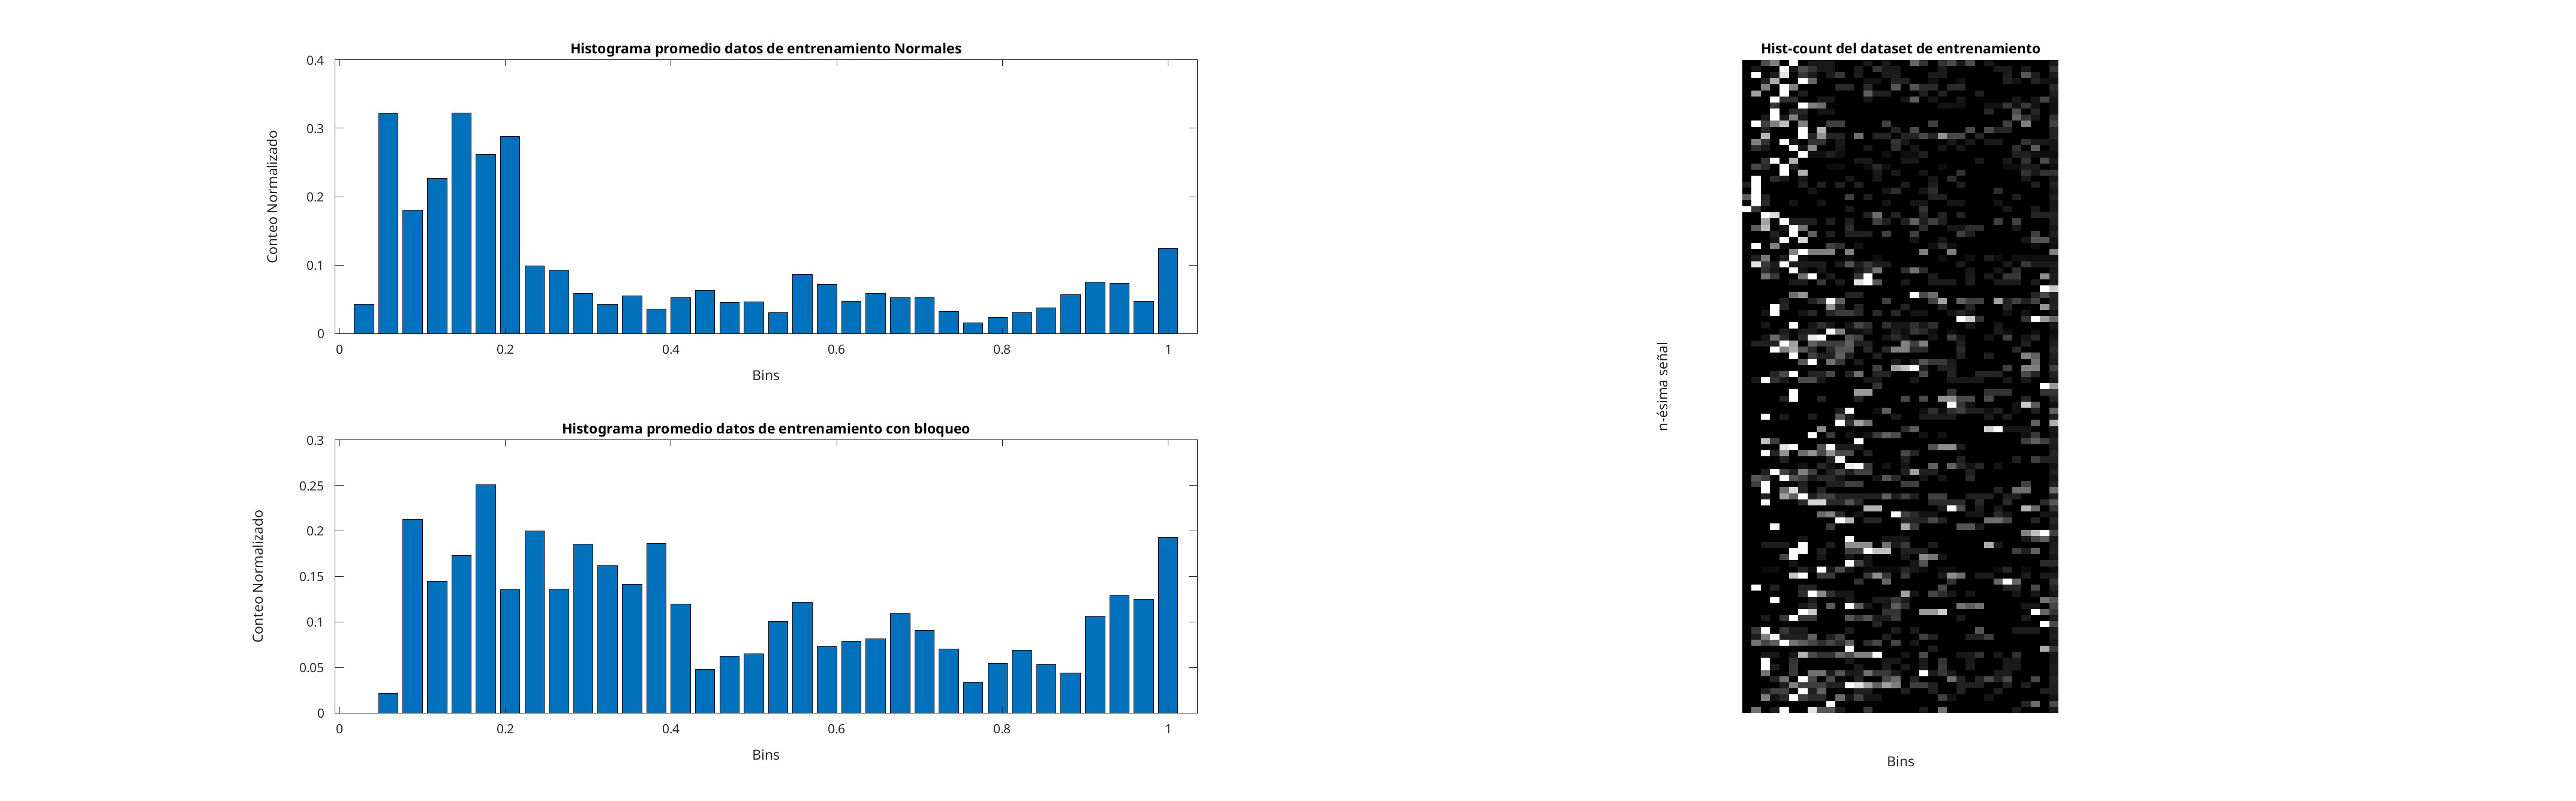 Histograma promedio datos de entrenamiento Normales
0.4
0.3
0.2
0.1
0
Conteo Normalizado
0 0.2 0.4 0.6 0.8 1
Bins
Histograma promedio datos de entrenamiento con bloqueo
0.3
0.25
0.2
0.15
0.1
0.05
0
Conteo Normalizado
0 0.2 0.4 0.6 0.8 1
Bins
Hist-count del dataset de entrenamiento
n-ésima señal
Bins